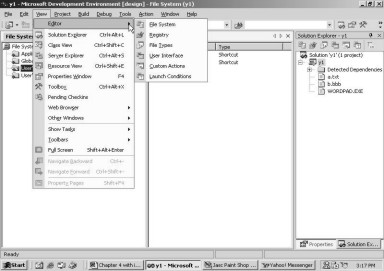 y1 - Microsoft Development Environment [design] - File System (y1)
File Edit View Project Build Debug Tools Action Window Help
Editor
File System
Solution Explorer Ctrl+Alt+L
Registry
Class View Ctrl+Shift+C
File Types
Server Explorer Ctrl+Alt+S
User Interface
Resource View Ctrl+Shift+E
Custom Actions
Properties Window F4
Launch Conditions
Toolbox Ctrl+Alt+X
Pending Checkins
Web Browser
Other Windows
Show Tasks
Toolbars
Full Screen Shift+Alt+Enter
Navigate Backward Ctrl+-
Navigate Forward Ctrl+Shift+-
Property Pages Shift+F4
File System
File Syste
Appl
Globa
User
User
Type
Shortcut
Shortcut
Solution Explorer - y1
Solution 'y1' (1 project)
y1
Detected Dependencies
a.txt
b.bbb
WORDPAD.EXE
Properties Solution Ex...
Ready
Start
Chapter 4 with i...
y1 - Microsoft ...
Jasc Paint Shop ...
Yahoo! Messenger
3:17 PM